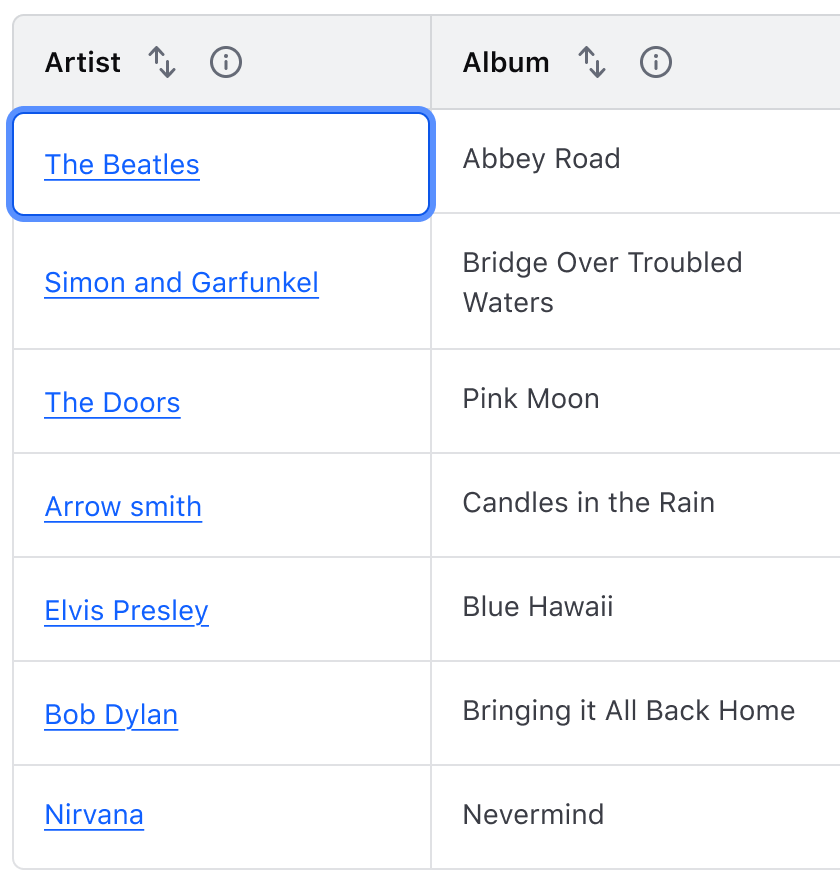 Artist Album
The Beatles Abbey Road
Simon and Garfunkel Bridge Over Troubled
Waters
The Doors Pink Moon
Arrow smith Candles in the Rain
Elvis Presley Blue Hawaii
Bob Dylan Bringing it All Back Home
Nirvana Nevermind